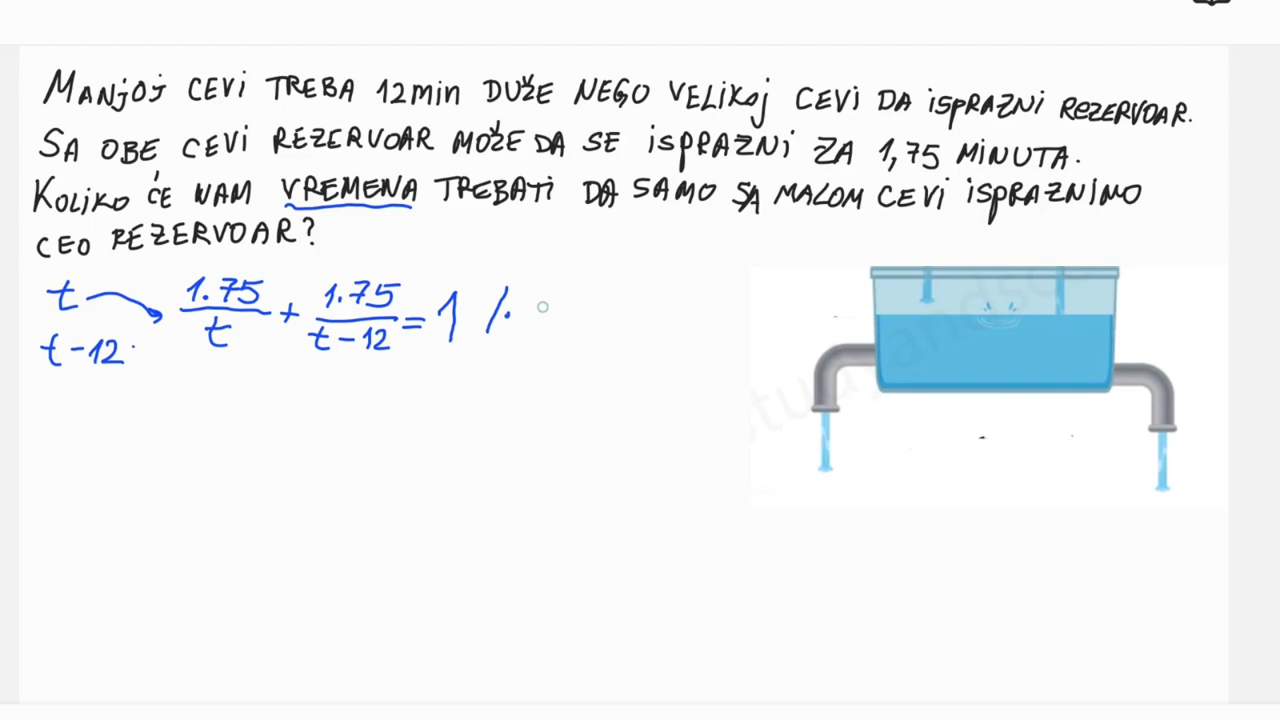 MANJOJ CEVI TREBA 12min DUŽE NEGO VELIKOJ CEVI DA ISPRAZNI REZERVOAR.
SA OBE CEVI REZERVOAR MOŽE DA SE ISPRAZNI ZA 1,75 MINUTA.
KOLIKO ĆE NAM VREMENA TREBATI DA SAMO SA MALOM CEVI ISPRAZNIMO
CEO REZERVOAR?
t
t-12
1.75/t + 1.75/(t-12) = 1 /·